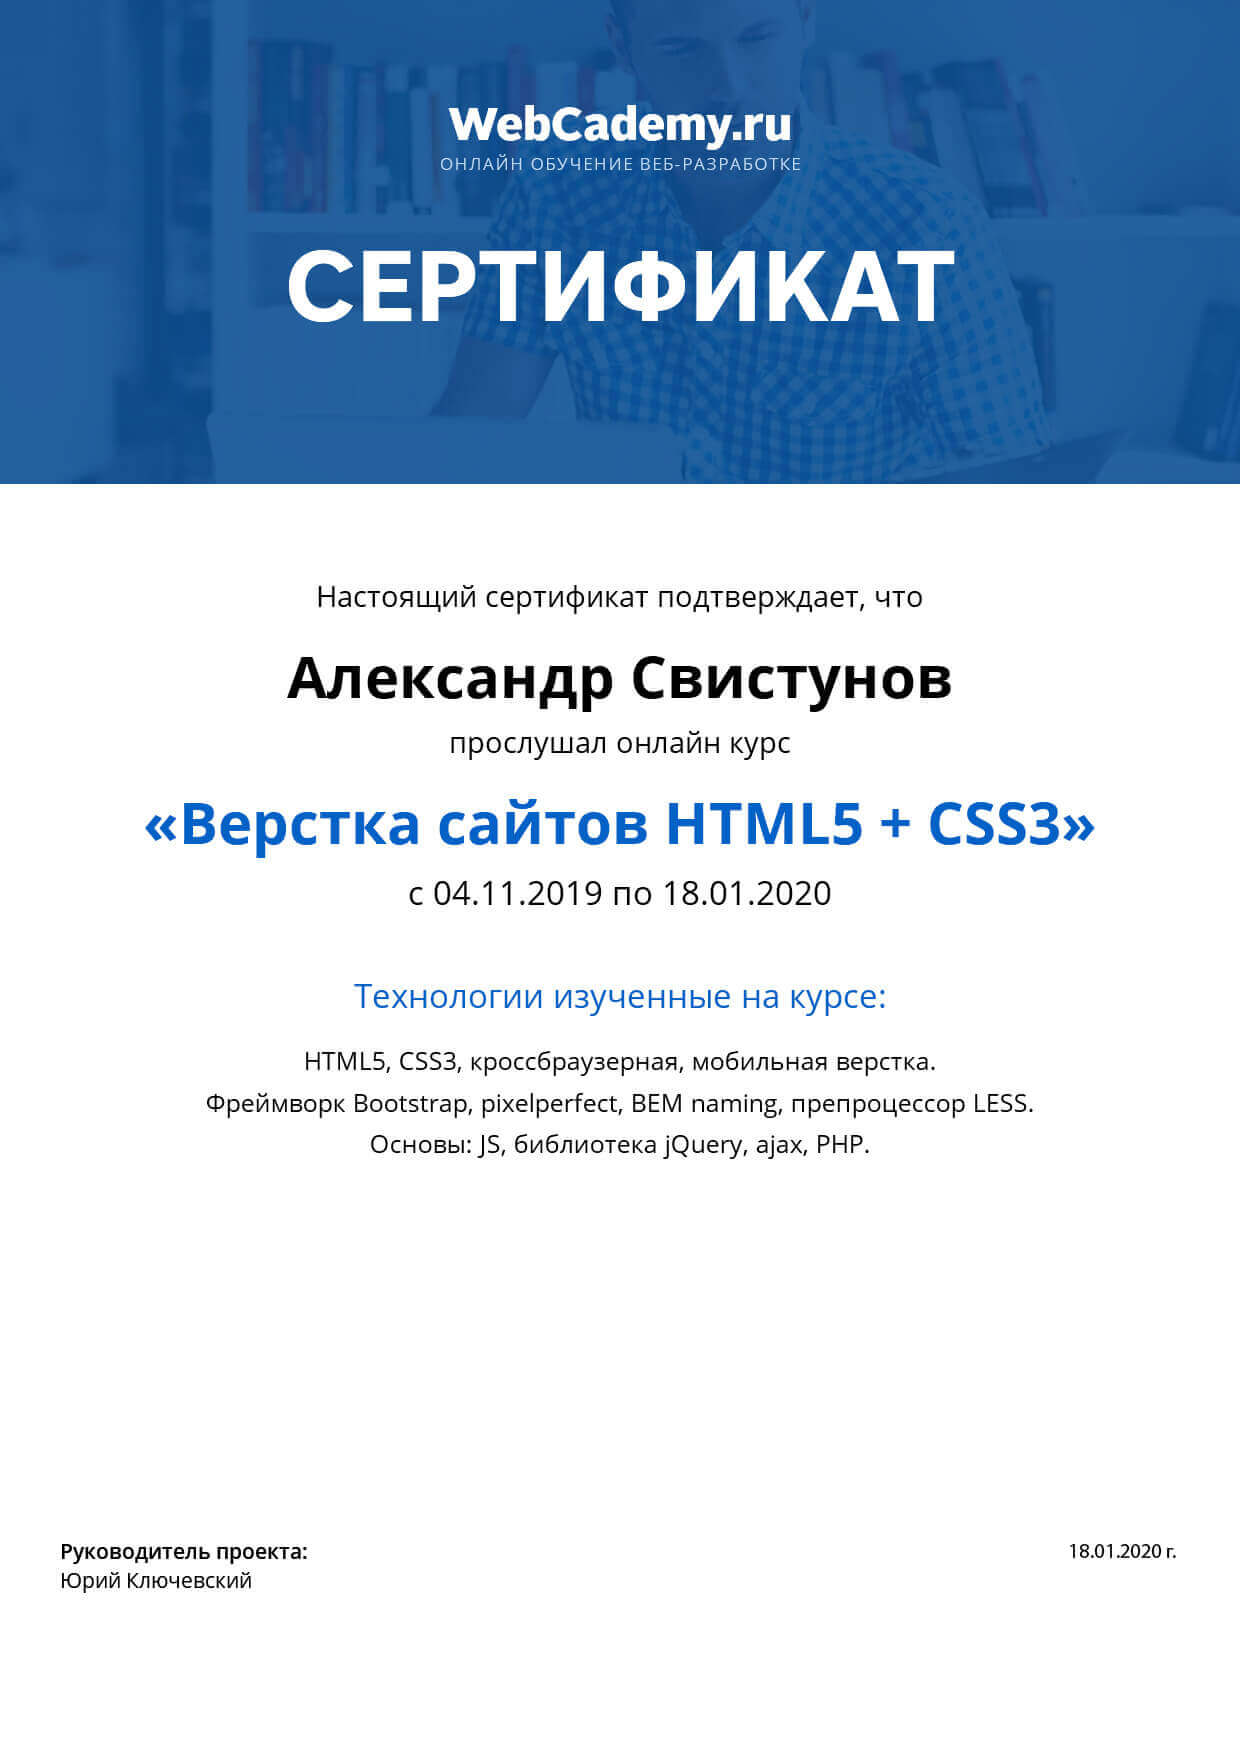 WebCademy.ru
ОНЛАЙН ОБУЧЕНИЕ ВЕБ-РАЗРАБОТКЕ
СЕРТИФИКАТ
Настоящий сертификат подтверждает, что
Александр Свистунов
прослушал онлайн курс
«Верстка сайтов HTML5 + CSS3»
с 04.11.2019 по 18.01.2020
Технологии изученные на курсе:
HTML5, CSS3, кроссбраузерная, мобильная верстка.
Фреймворк Bootstrap, pixelperfect, BEM naming, препроцессор LESS.
Основы: JS, библиотека jQuery, ajax, PHP.
Руководитель проекта:
Юрий Ключевский
18.01.2020 г.